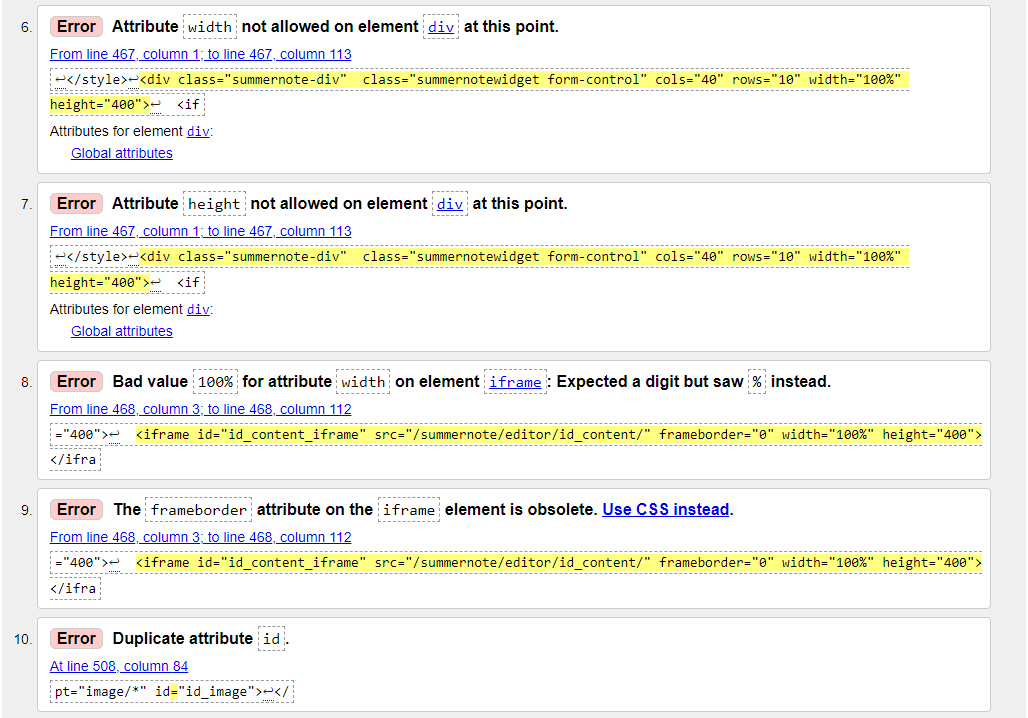 6. Error Attribute width not allowed on element div at this point.
From line 467, column 1; to line 467, column 113
↩</style>↩<div class="summernote-div"  class="summernotewidget form-control" cols="40" rows="10" width="100%"
height="400">↩  <if
Attributes for element div:
Global attributes
7. Error Attribute height not allowed on element div at this point.
From line 467, column 1; to line 467, column 113
↩</style>↩<div class="summernote-div"  class="summernotewidget form-control" cols="40" rows="10" width="100%"
height="400">↩  <if
Attributes for element div:
Global attributes
8. Error Bad value 100% for attribute width on element iframe: Expected a digit but saw % instead.
From line 468, column 3; to line 468, column 112
="400">↩  <iframe id="id_content_iframe" src="/summernote/editor/id_content/" frameborder="0" width="100%" height="400">
</ifra
9. Error The frameborder attribute on the iframe element is obsolete. Use CSS instead.
From line 468, column 3; to line 468, column 112
="400">↩  <iframe id="id_content_iframe" src="/summernote/editor/id_content/" frameborder="0" width="100%" height="400">
</ifra
10. Error Duplicate attribute id.
At line 508, column 84
pt="image/*" id="id_image">↩</